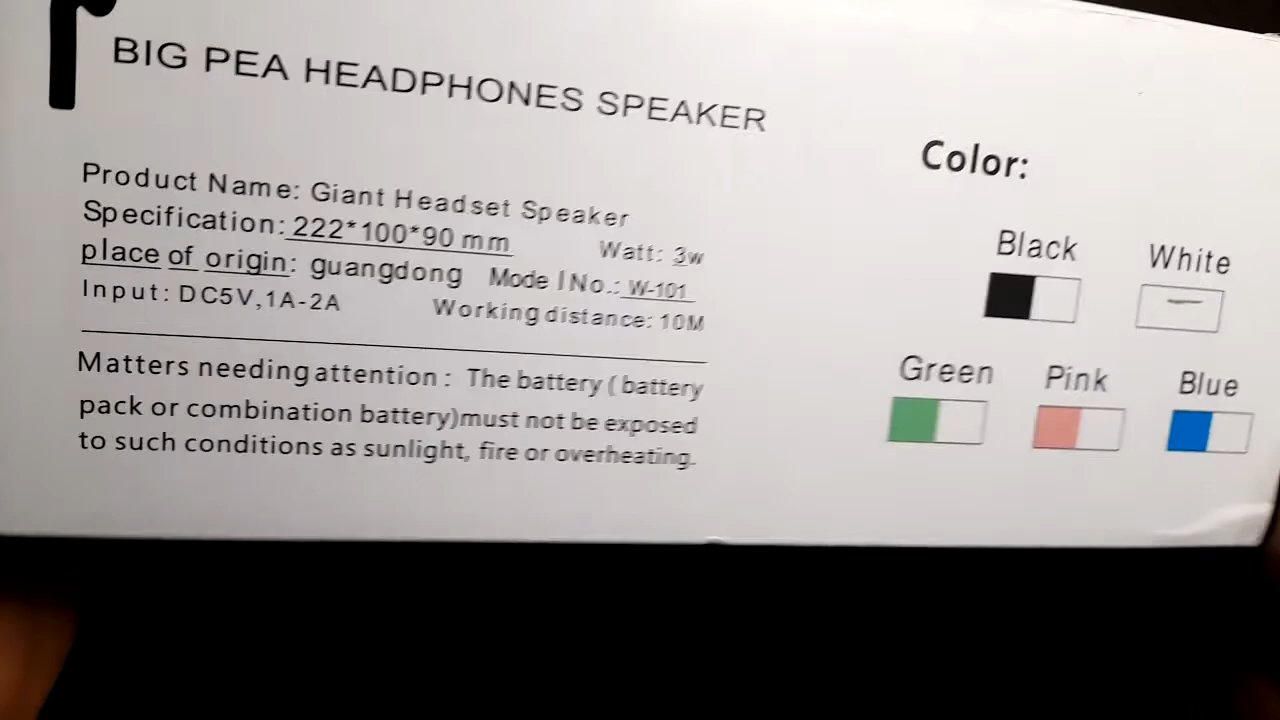 BIG PEA HEADPHONES SPEAKER
Product Name: Giant Headset Speaker
Specification: 222*100*90 mm Watt: 3w
place of origin: guangdong Model No.: W-101
Input: DC5V,1A-2A Working distance: 10M
Matters needing attention: The battery (battery
pack or combination battery)must not be exposed
to such conditions as sunlight, fire or overheating.
Color:
Black White
Green Pink Blue